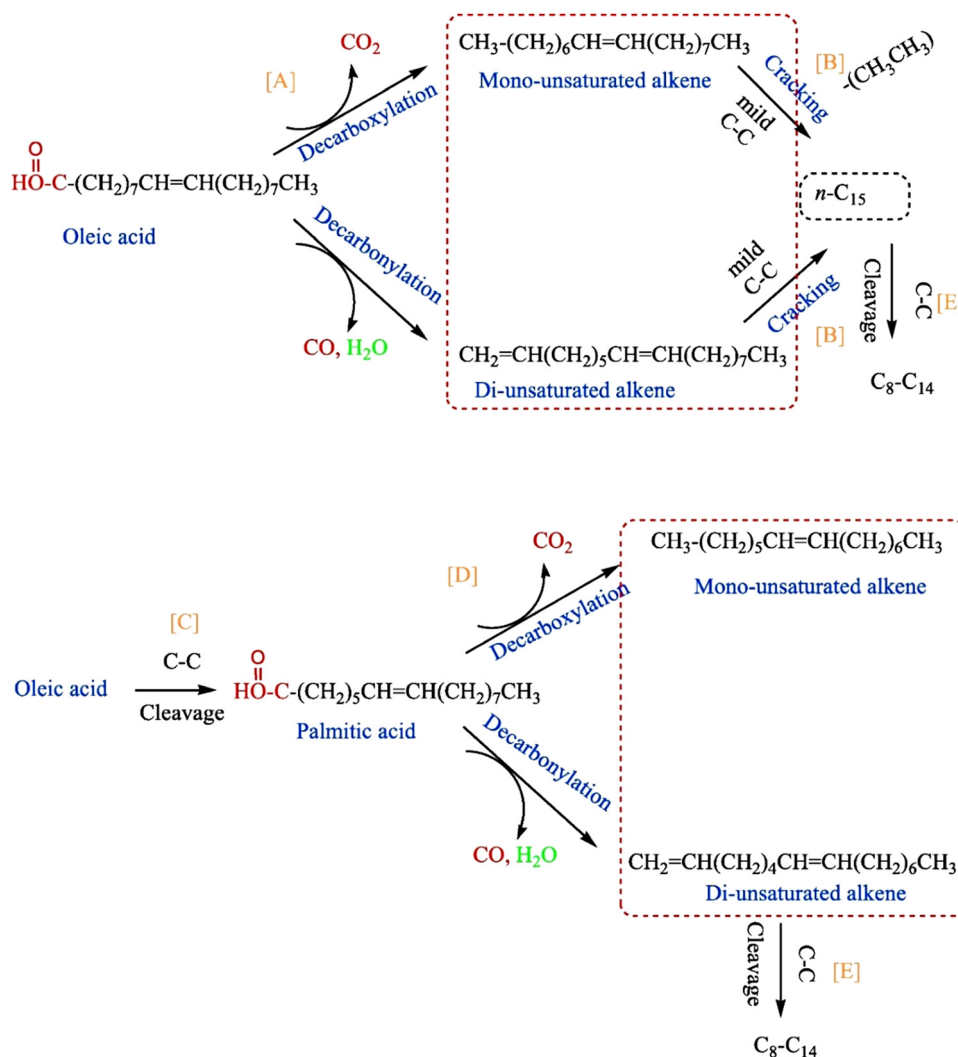 CO₂
CH₃-(CH₂)₆CH=CH(CH₂)₇CH₃
[A]
Decarboxylation
Mono-unsaturated alkene
[B]
-(CH₃CH₃)
Cracking
mild
C-C
O
HO-C-(CH₂)₇CH=CH(CH₂)₇CH₃
Oleic acid
n-C₁₅
Decarbonylation
mild
C-C
Cracking
[B]
C-C
Cleavage
[E
CO, H₂O
CH₂=CH(CH₂)₅CH=CH(CH₂)₇CH₃
Di-unsaturated alkene
C₈-C₁₄
CO₂
CH₃-(CH₂)₅CH=CH(CH₂)₆CH₃
[D]
Decarboxylation
Mono-unsaturated alkene
[C]
C-C
Oleic acid
Cleavage
O
HO-C-(CH₂)₅CH=CH(CH₂)₇CH₃
Palmitic acid
Decarbonylation
CO, H₂O
CH₂=CH(CH₂)₄CH=CH(CH₂)₆CH₃
Di-unsaturated alkene
C-C
Cleavage
[E]
C₈-C₁₄